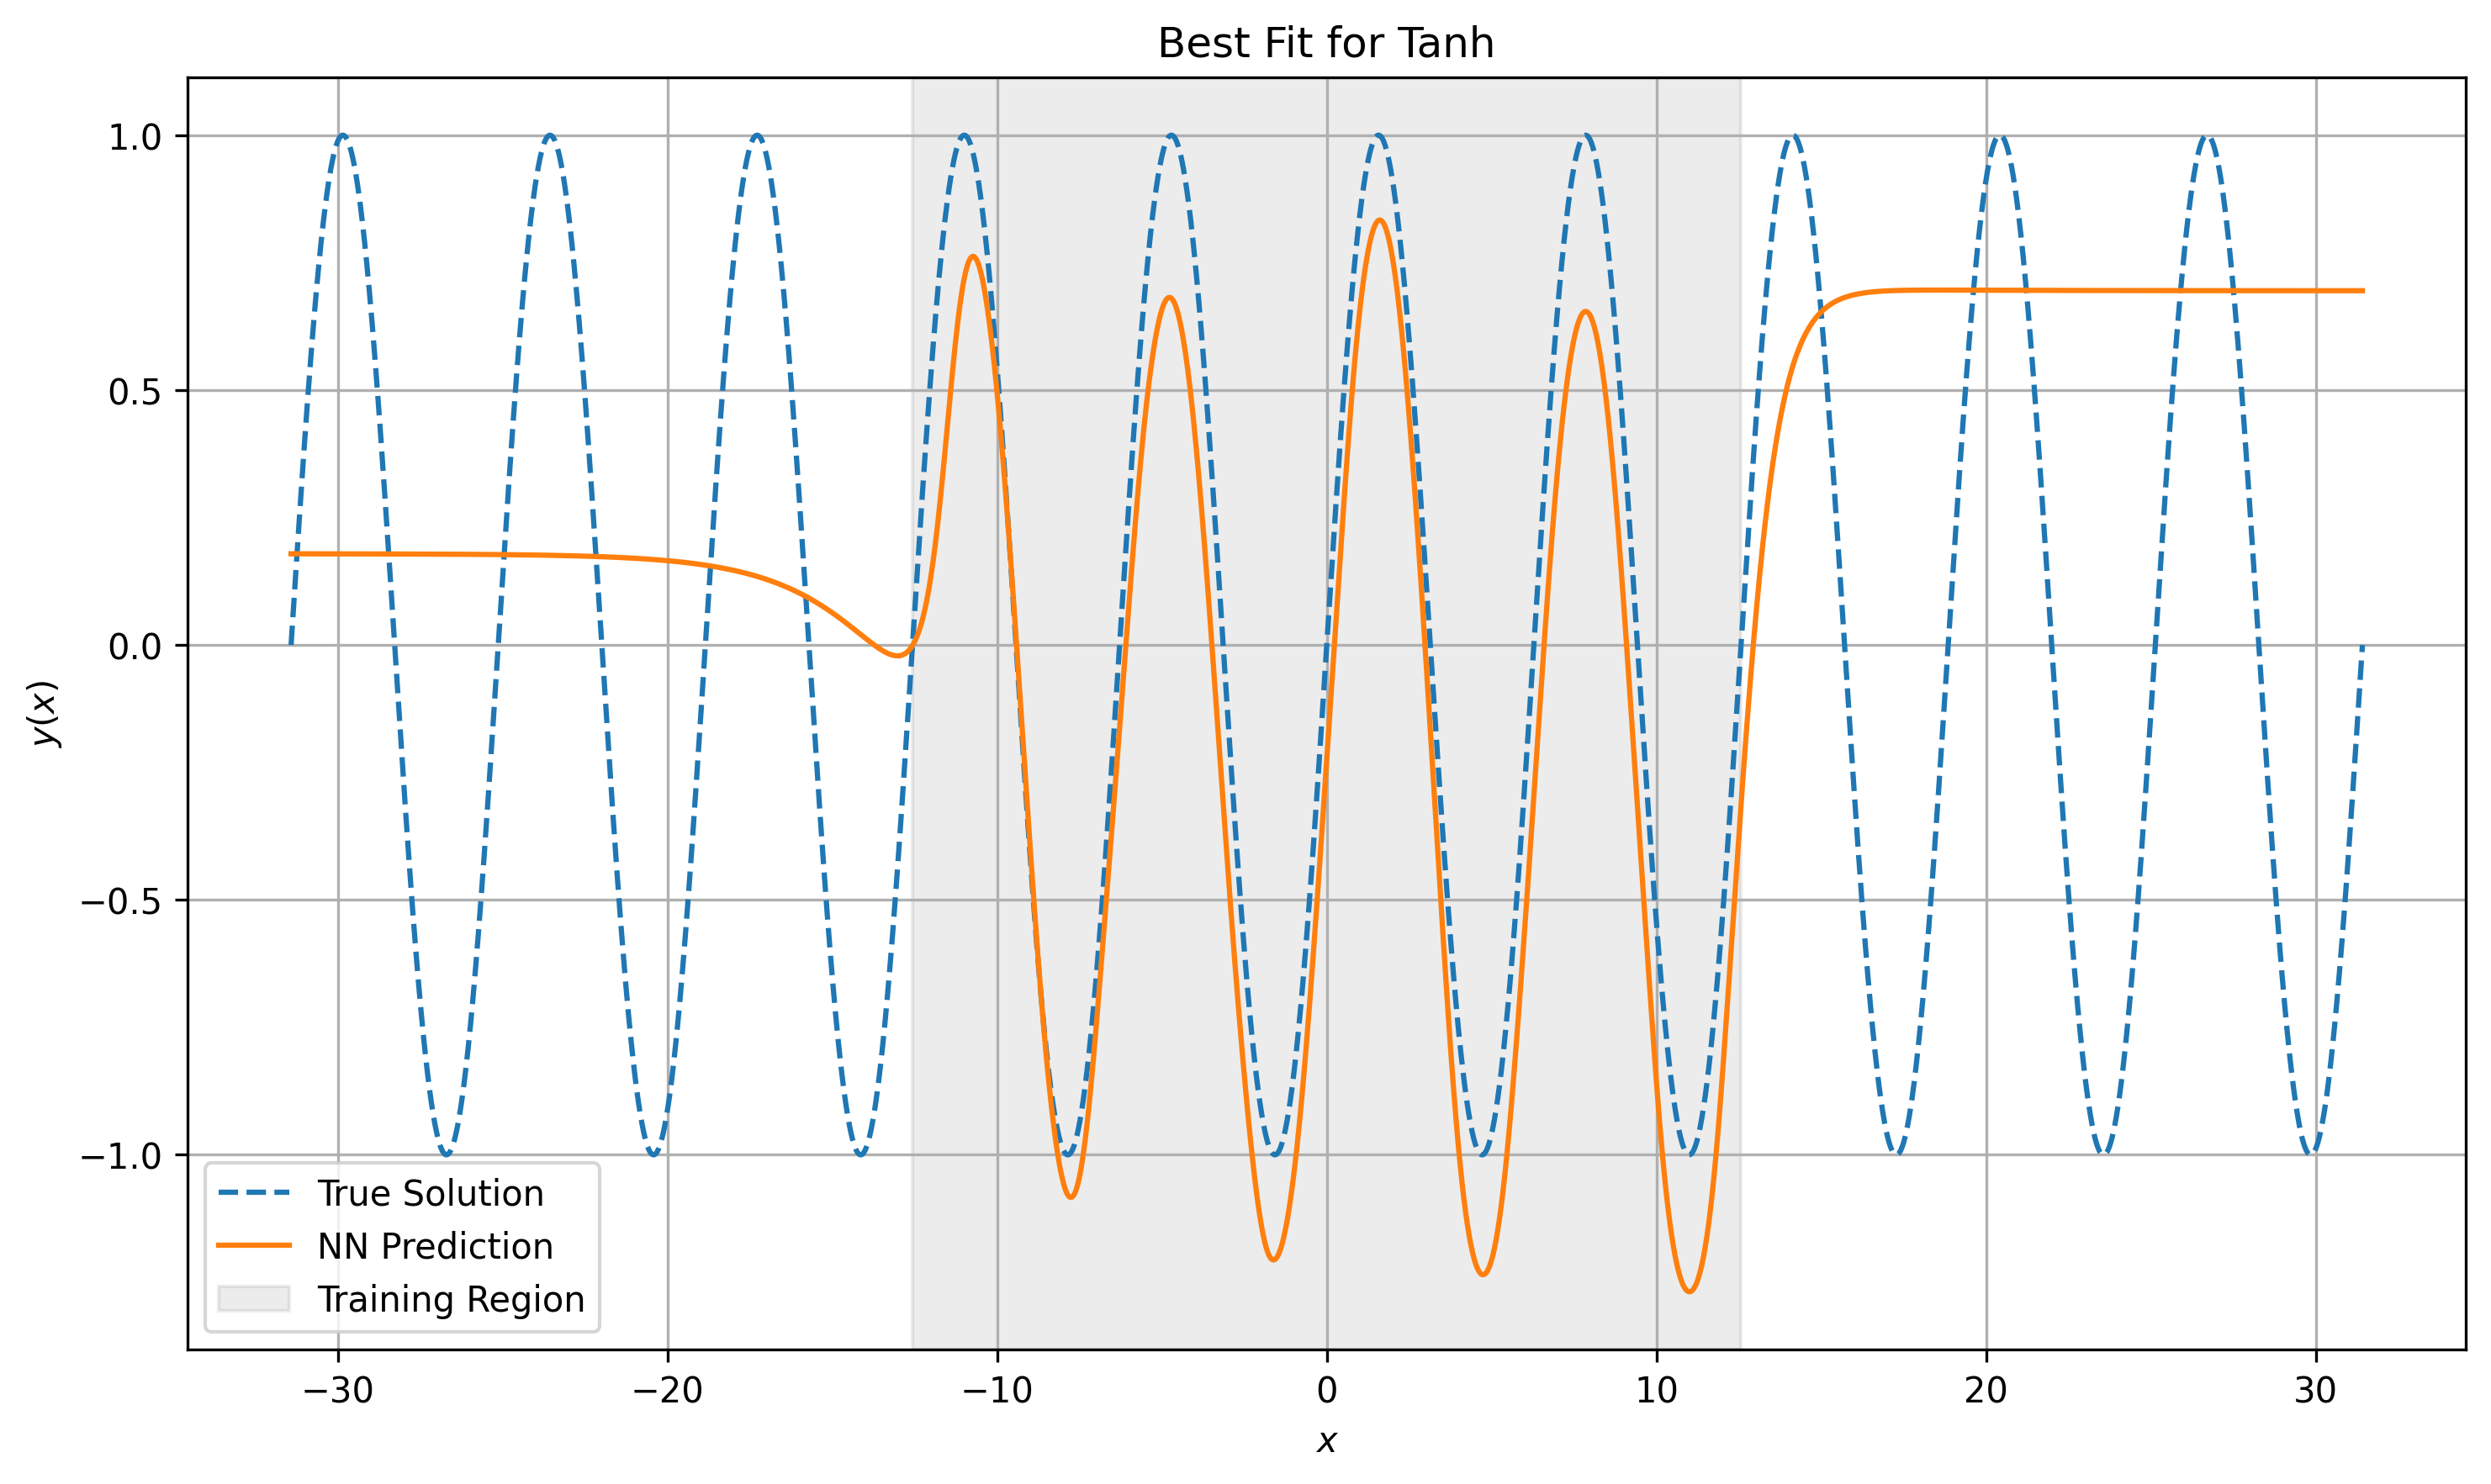 Best Fit for Tanh
1.0
0.5
0.0
−0.5
−1.0
y(x)
True Solution
NN Prediction
Training Region
−30
−20
−10
0
10
20
30
x